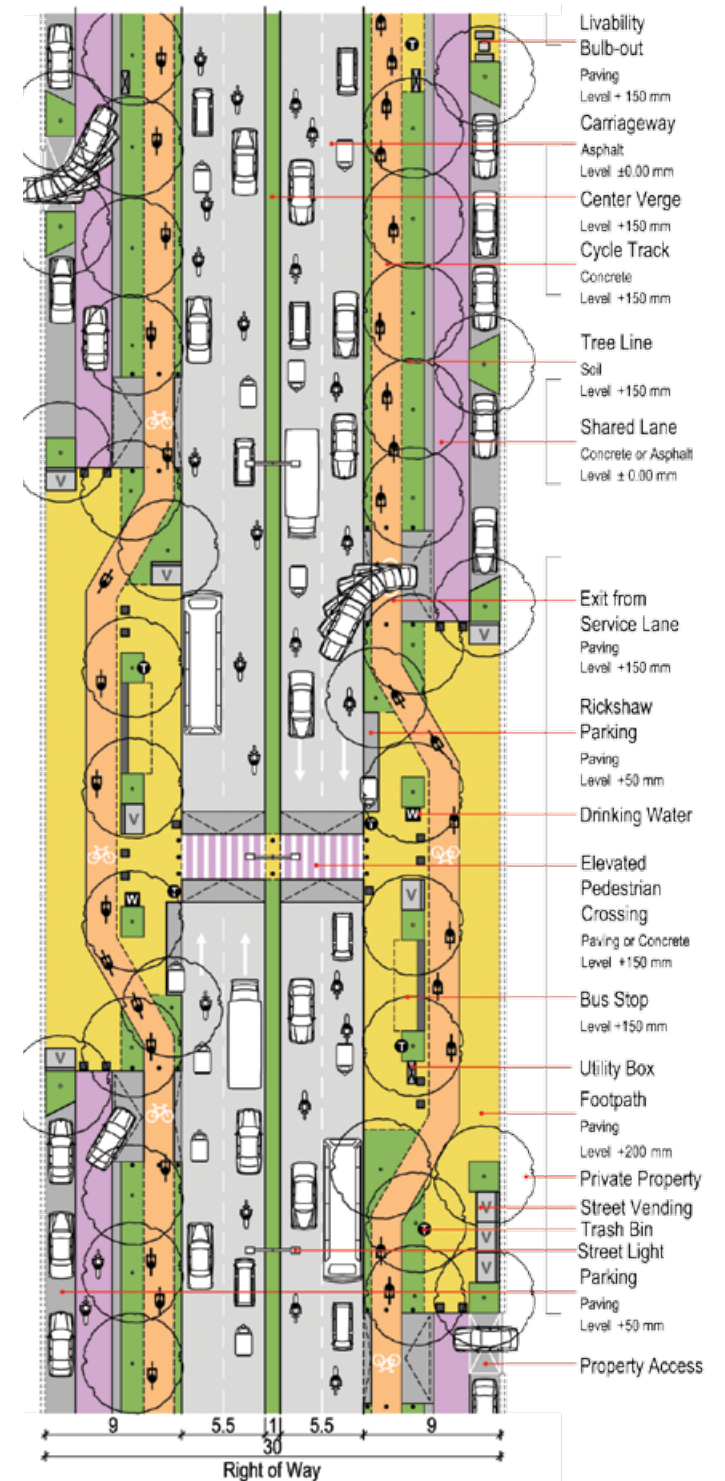 Livability
Bulb-out
Paving
Level + 150 mm
Carriageway
Asphalt
Level ±0.00 mm
Center Verge
Level +150 mm
Cycle Track
Concrete
Level +150 mm
Tree Line
Soil
Level +150 mm
Shared Lane
Concrete or Asphalt
Level ± 0.00 mm
Exit from
Service Lane
Paving
Level +150 mm
Rickshaw
Parking
Paving
Level +50 mm
Drinking Water
Elevated
Pedestrian
Crossing
Paving or Concrete
Level +150 mm
Bus Stop
Level +150 mm
Utility Box
Footpath
Paving
Level +200 mm
Private Property
Street Vending
Trash Bin
Street Light
Parking
Paving
Level +50 mm
Property Access
T
V
V
V
T
V
W
T
T
W
V
T
V
T
V
V
T
V
9 5.5 1 5.5 9
30
Right of Way